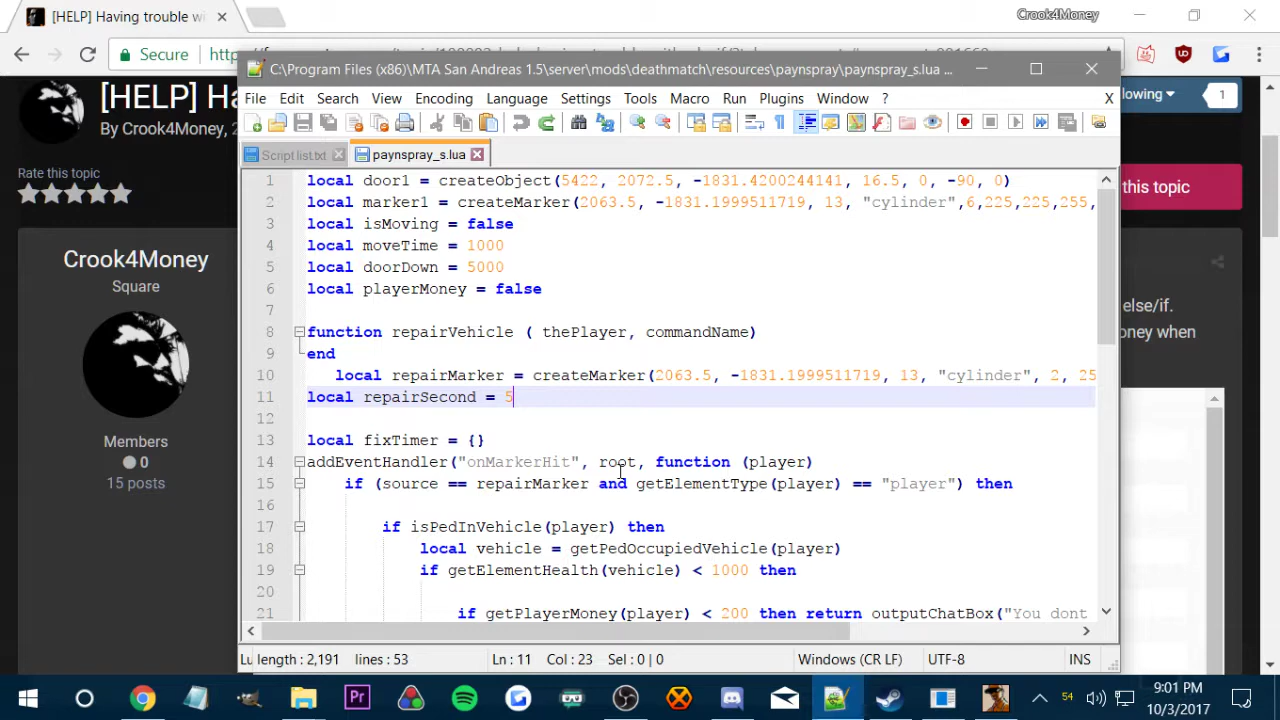 [HELP] Having trouble w
Crook4Money
Secure
http
[HELP] Ha
By Crook4Money, 2
Rate this topic
Crook4Money
Square
Members
0
15 posts
lowing
1
this topic
else/if.
oney when
C:\Program Files (x86)\MTA San Andreas 1.5\server\mods\deathmatch\resources\paynspray\paynspray_s.lua ...
File Edit Search View Encoding Language Settings Tools Macro Run Plugins Window ? X
Script list.txt paynspray_s.lua
1 local door1 = createObject(5422, 2072.5, -1831.4200244141, 16.5, 0, -90, 0)
2 local marker1 = createMarker(2063.5, -1831.1999511719, 13, "cylinder",6,225,225,255,
3 local isMoving = false
4 local moveTime = 1000
5 local doorDown = 5000
6 local playerMoney = false
7
8 function repairVehicle ( thePlayer, commandName)
9 end
10 local repairMarker = createMarker(2063.5, -1831.1999511719, 13, "cylinder", 2, 25
11 local repairSecond = 5
12
13 local fixTimer = {}
14 addEventHandler("onMarkerHit", root, function (player)
15 if (source == repairMarker and getElementType(player) == "player") then
16
17 if isPedInVehicle(player) then
18 local vehicle = getPedOccupiedVehicle(player)
19 if getElementHealth(vehicle) < 1000 then
20
21 if getPlayerMoney(player) < 200 then return outputChatBox("You dont
Lu length : 2,191 lines : 53 Ln : 11 Col : 23 Sel : 0 | 0 Windows (CR LF) UTF-8 INS
54
9:01 PM
10/3/2017